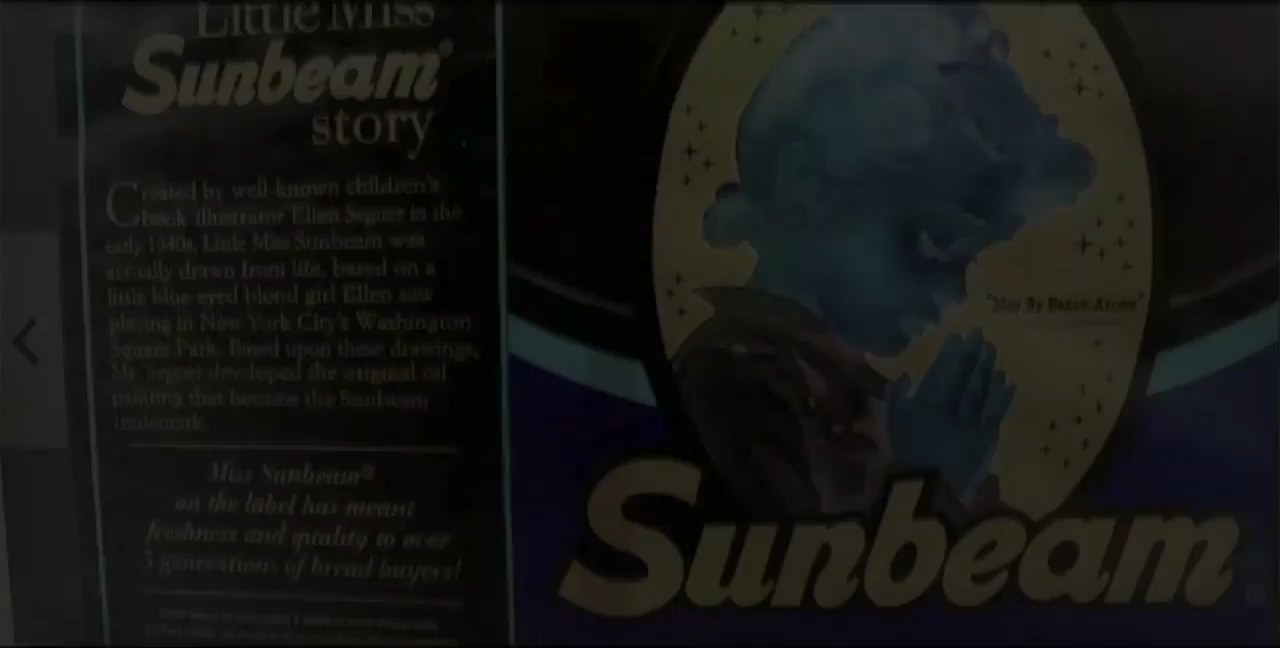 Little Miss
Sunbeam®
story
Created by well-known children's
book illustrator Ellen Segner in the
early 1940s, Little Miss Sunbeam was
actually drawn from life, based on a
little blue eyed blond girl Ellen saw
playing in New York City's Washington
Square Park. Based upon these drawings,
Ms. Segner developed the original oil
painting that became the Sunbeam
trademark.
Miss Sunbeam®
on the label has meant
freshness and quality to over
5 generations of bread buyers!
"Not By Bread Alone"
Sunbeam